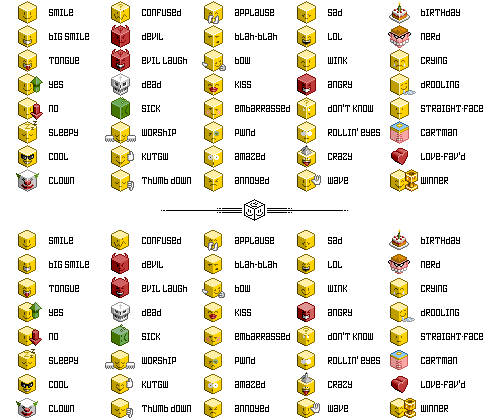 SMILE CONFUSED APPLAUSE SAD BIRTHDAY
BIG SMILE DEVIL BLAH-BLAH LOL NERD
TONGUE EVIL LAUGH BOW WINK CRYING
YES DEAD KISS ANGRY DROOLING
NO SICK EMBARRASSED DON'T KNOW STRAIGHT-FACE
SLEEPY WORSHIP PWND ROLLIN' EYES CARTMAN
COOL KUTGW AMAZED CRAZY LOVE-FAV'D
CLOWN THUMB DOWN ANNOYED WAVE WINNER
SMILE CONFUSED APPLAUSE SAD BIRTHDAY
BIG SMILE DEVIL BLAH-BLAH LOL NERD
TONGUE EVIL LAUGH BOW WINK CRYING
YES DEAD KISS ANGRY DROOLING
NO SICK EMBARRASSED DON'T KNOW STRAIGHT-FACE
SLEEPY WORSHIP PWND ROLLIN' EYES CARTMAN
COOL KUTGW AMAZED CRAZY LOVE-FAV'D
CLOWN THUMB DOWN ANNOYED WAVE WINNER